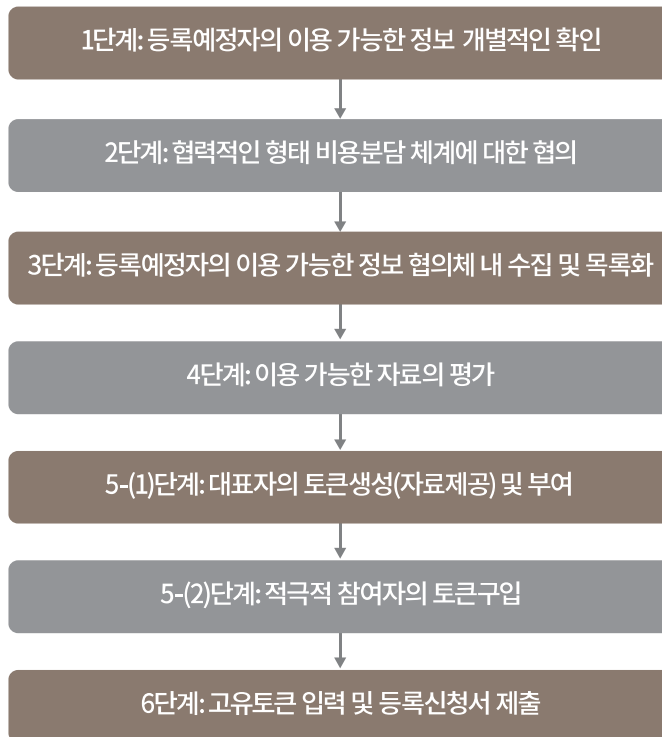 1단계: 등록예정자의 이용 가능한 정보 개별적인 확인
2단계: 협력적인 형태 비용분담 체계에 대한 협의
3단계: 등록예정자의 이용 가능한 정보 협의체 내 수집 및 목록화
4단계: 이용 가능한 자료의 평가
5-(1)단계: 대표자의 토큰생성(자료제공) 및 부여
5-(2)단계: 적극적 참여자의 토큰구입
6단계: 고유토큰 입력 및 등록신청서 제출